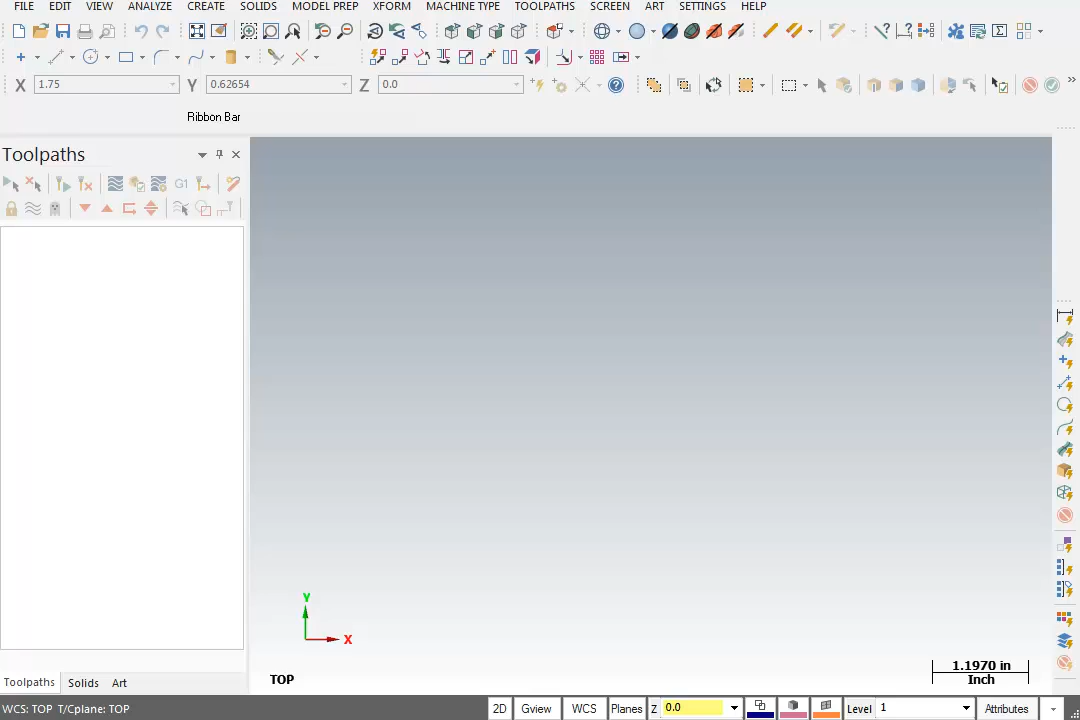 FILE EDIT VIEW ANALYZE CREATE SOLIDS MODEL PREP XFORM MACHINE TYPE TOOLPATHS SCREEN ART SETTINGS HELP
X 1.75 Y 0.62654 Z 0.0
Ribbon Bar
Toolpaths
G1
Y
X
TOP
1.1970 in
Inch
Toolpaths Solids Art
WCS: TOP T/Cplane: TOP 2D Gview WCS Planes Z 0.0 Level 1 Attributes